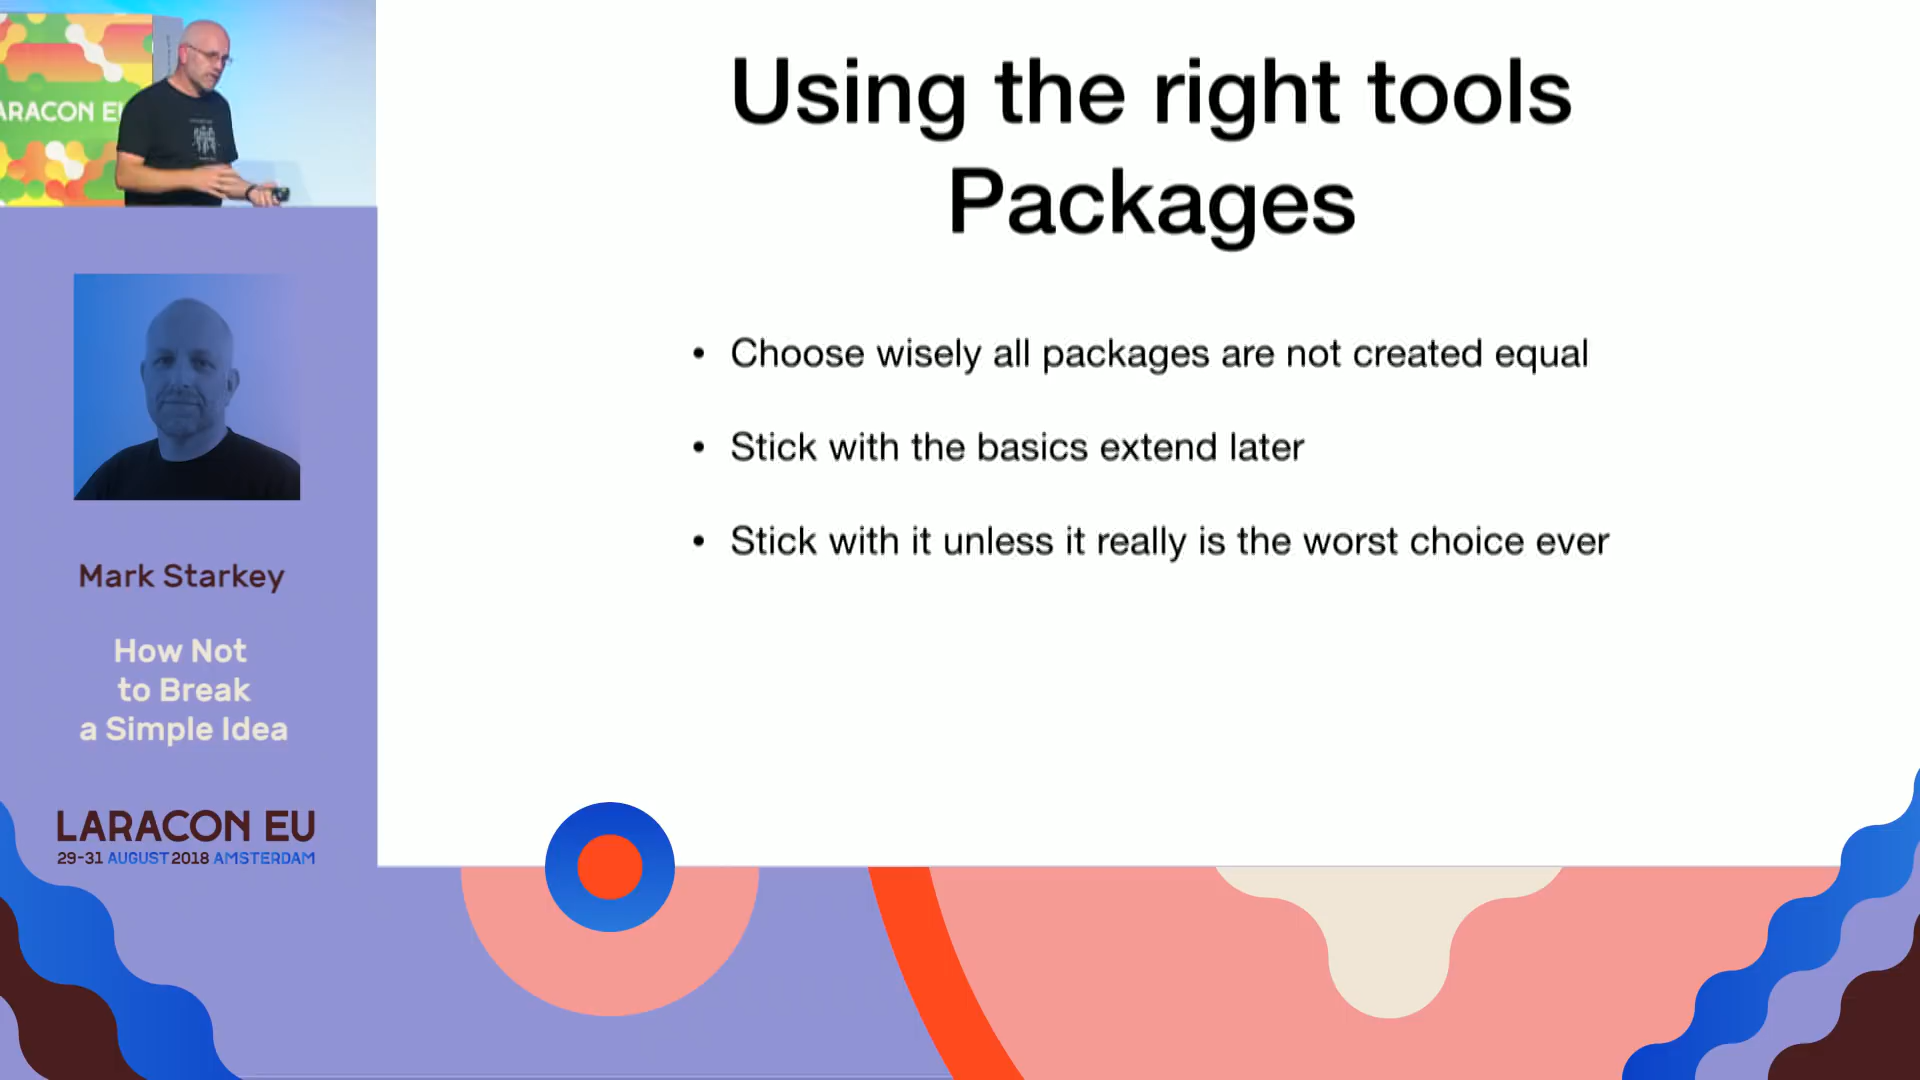 ARACON EU
Using the right tools
Packages
• Choose wisely all packages are not created equal
• Stick with the basics extend later
• Stick with it unless it really is the worst choice ever
Mark Starkey
How Not
to Break
a Simple Idea
LARACON EU
29-31 AUGUST 2018 AMSTERDAM